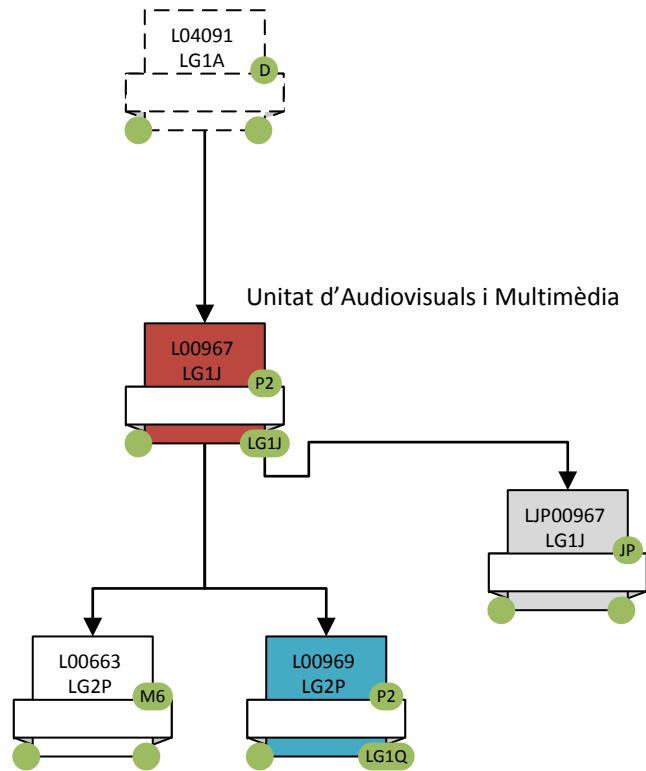 L04091
LG1A
D
Unitat d’Audiovisuals i Multimèdia
L00967
LG1J
P2
LG1J
LJP00967
LG1J
JP
L00663
LG2P
M6
L00969
LG2P
P2
LG1Q